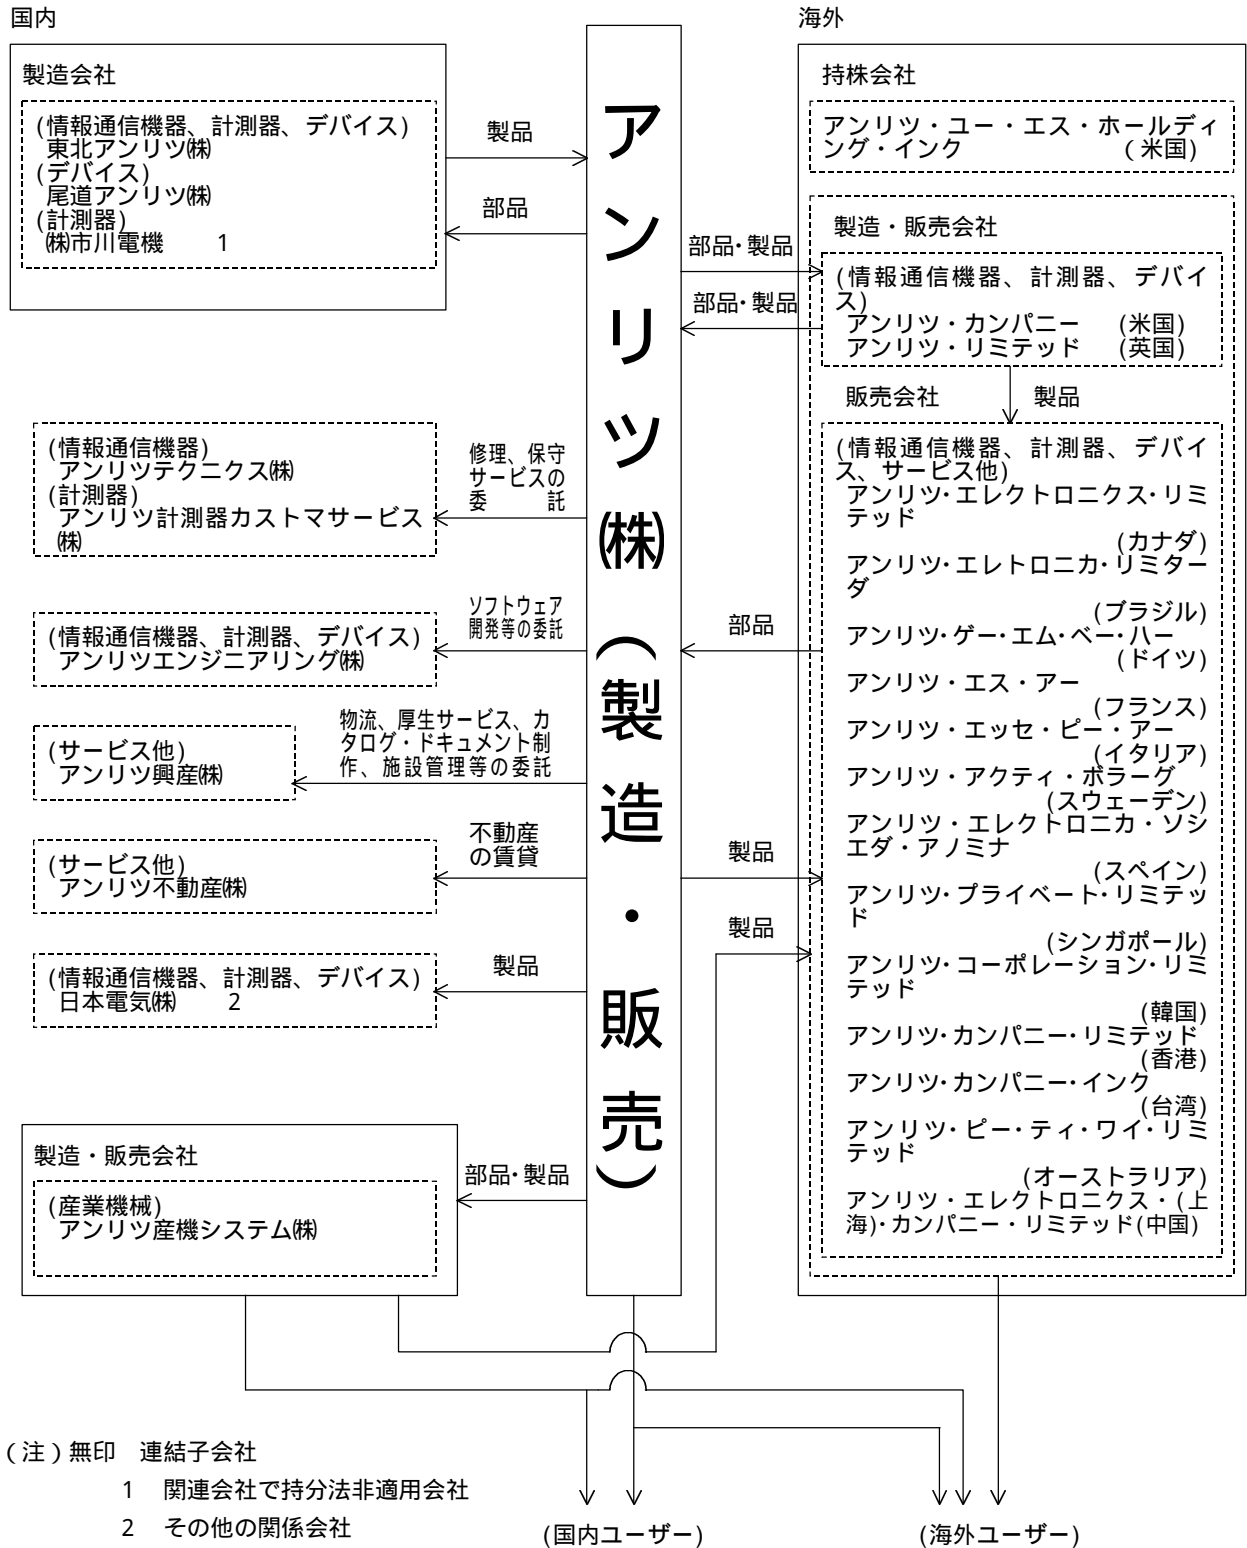 国内
製造会社
(情報通信機器、計測器、デバイス)
東北アンリツ㈱
(デバイス)
尾道アンリツ㈱
(計測器)
㈱市川電機 1
製品
部品
(情報通信機器)
アンリツテクニクス㈱
(計測器)
アンリツ計測器カストマサービス
㈱
修理、保守
サービスの
委 託
(情報通信機器、計測器、デバイス)
アンリツエンジニアリング㈱
ソフトウェア
開発等の委託
(サービス他)
アンリツ興産㈱
物流、厚生サービス、カ
タログ・ドキュメント制
作、施設管理等の委託
(サービス他)
アンリツ不動産㈱
不動産
の賃貸
(情報通信機器、計測器、デバイス)
日本電気㈱ 2
製品
製造・販売会社
(産業機械)
アンリツ産機システム㈱
部品・製品
アンリツ㈱(製造・販売)
部品・製品
部品・製品
部品
製品
製品
海外
持株会社
アンリツ・ユー・エス・ホールディ
ング・インク (米国)
製造・販売会社
(情報通信機器、計測器、デバイ
ス)
アンリツ・カンパニー (米国)
アンリツ・リミテッド (英国)
販売会社 製品
(情報通信機器、計測器、デバイ
ス、サービス他)
アンリツ・エレクトロニクス・リミ
テッド
(カナダ)
アンリツ・エレトロニカ・リミター
ダ
(ブラジル)
アンリツ・ゲー・エム・ベー・ハー
(ドイツ)
アンリツ・エス・アー
(フランス)
アンリツ・エッセ・ピー・アー
(イタリア)
アンリツ・アクティ・ボラーグ
(スウェーデン)
アンリツ・エレクトロニカ・ソシ
エダ・アノミナ
(スペイン)
アンリツ・プライベート・リミテッ
ド
(シンガポール)
アンリツ・コーポレーション・リミ
テッド
(韓国)
アンリツ・カンパニー・リミテッド
(香港)
アンリツ・カンパニー・インク
(台湾)
アンリツ・ピー・ティ・ワイ・リミ
テッド
(オーストラリア)
アンリツ・エレクトロニクス・(上
海)・カンパニー・リミテッド(中国)
(注)無印 連結子会社
1 関連会社で持分法非適用会社
2 その他の関係会社
(国内ユーザー)
(海外ユーザー)